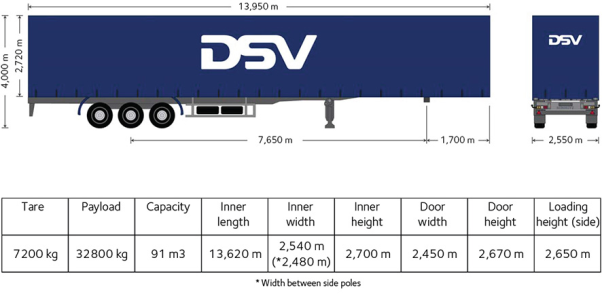 13,950 m
DSV
DSV
4,000 m
2,720 m
7,650 m
1,700 m
2,550 m
Tare Payload Capacity Inner length Inner width Inner height Door width Door height Loading height (side)
7200 kg 32800 kg 91 m3 13,620 m 2,540 m (*2,480 m) 2,700 m 2,450 m 2,670 m 2,650 m
* Width between side poles